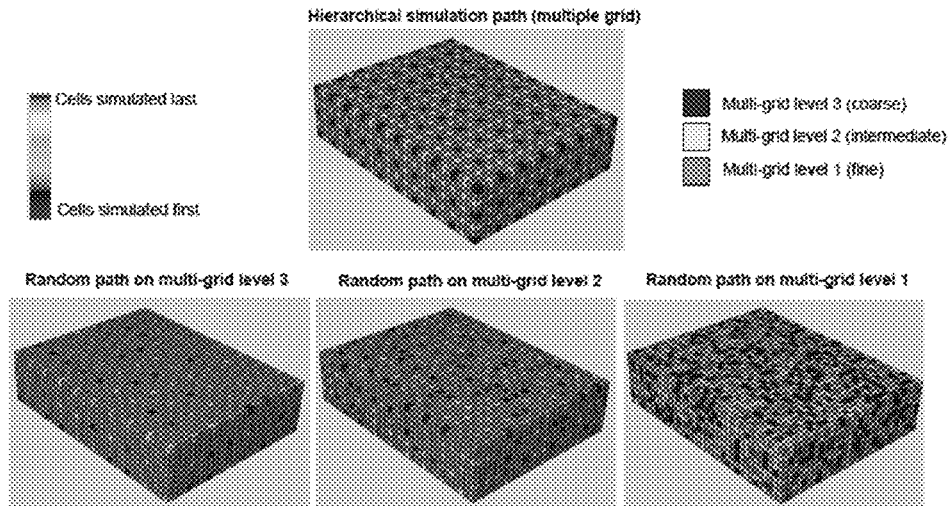 Hierarchical simulation path (multiple grid)
Cells simulated last
Cells simulated first
Multi-grid level 3 (coarse)
Multi-grid level 2 (intermediate)
Multi-grid level 1 (fine)
Random path on multi-grid level 3
Random path on multi-grid level 2
Random path on multi-grid level 1